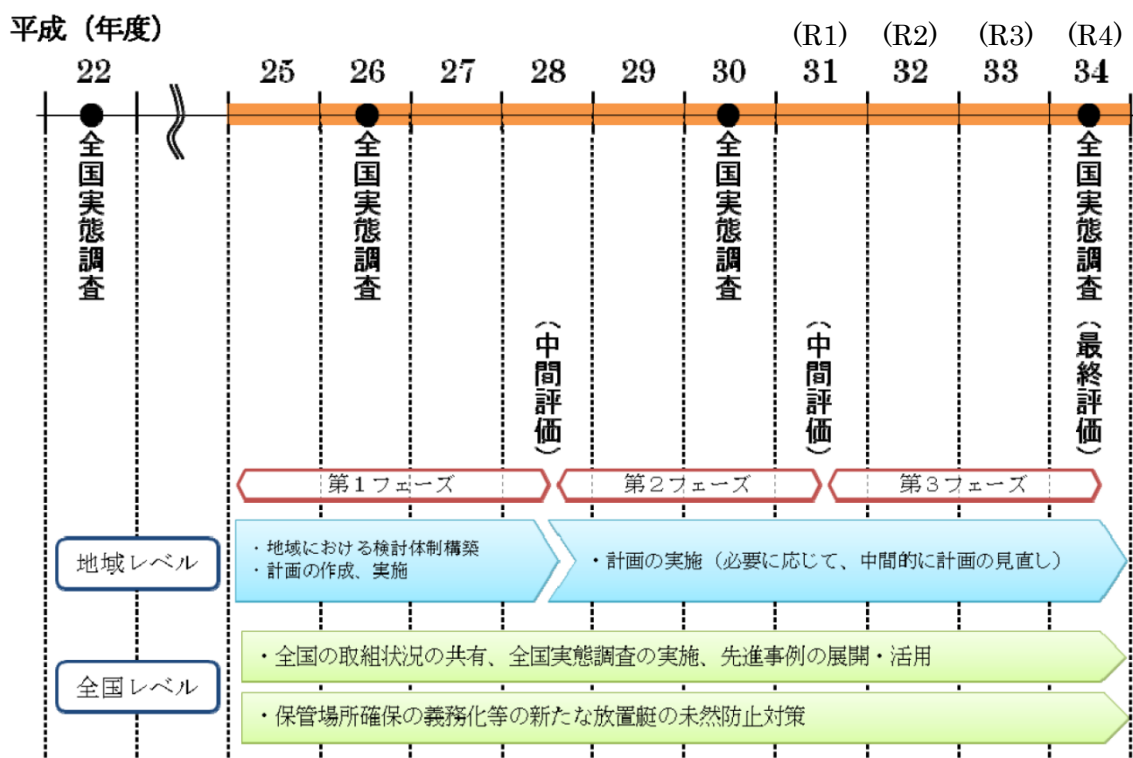 平成（年度）
(R1) (R2) (R3) (R4)
22 25 26 27 28 29 30 31 32 33 34
全国実態調査
全国実態調査
全国実態調査
全国実態調査
（中間評価）
（中間評価）
（最終評価）
第１フェーズ
第２フェーズ
第３フェーズ
地域レベル
・地域における検討体制構築
・計画の作成、実施
・計画の実施（必要に応じて、中間的に計画の見直し）
全国レベル
・全国の取組状況の共有、全国実態調査の実施、先進事例の展開・活用
・保管場所確保の義務化等の新たな放置艇の未然防止対策